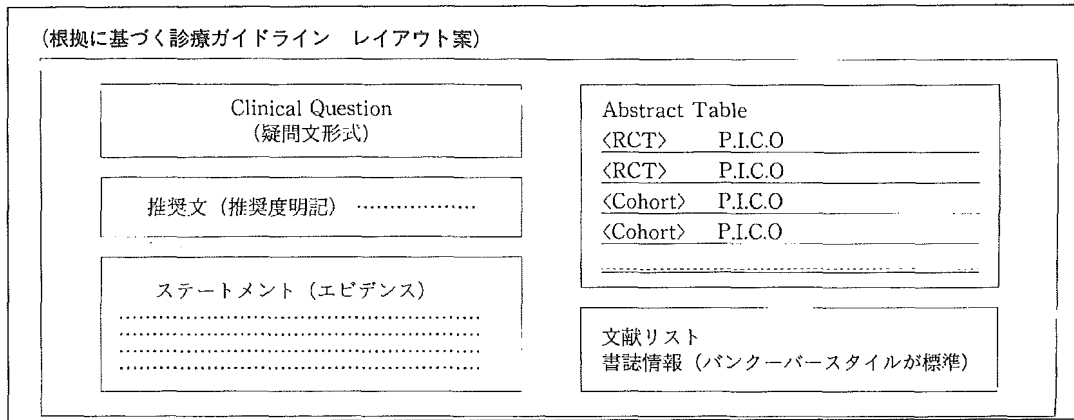 (根拠に基づく診療ガイドライン レイアウト案)
Clinical Question
(疑問文形式)
推奨文(推奨度明記) ………………
ステートメント(エビデンス)
Abstract Table
〈RCT〉 P.I.C.O
〈RCT〉 P.I.C.O
〈Cohort〉 P.I.C.O
〈Cohort〉 P.I.C.O
文献リスト
書誌情報(バンクーバースタイルが標準)